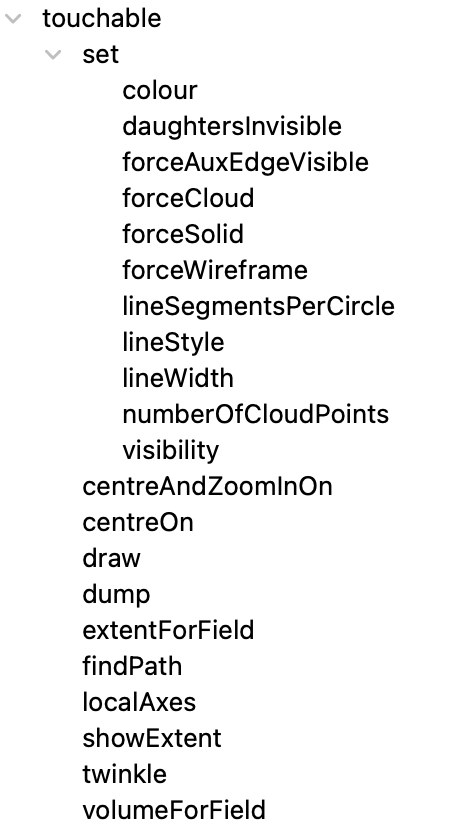 touchable
set
colour
daughtersInvisible
forceAuxEdgeVisible
forceCloud
forceSolid
forceWireframe
lineSegmentsPerCircle
lineStyle
lineWidth
numberOfCloudPoints
visibility
centreAndZoomInOn
centreOn
draw
dump
extentForField
findPath
localAxes
showExtent
twinkle
volumeForField